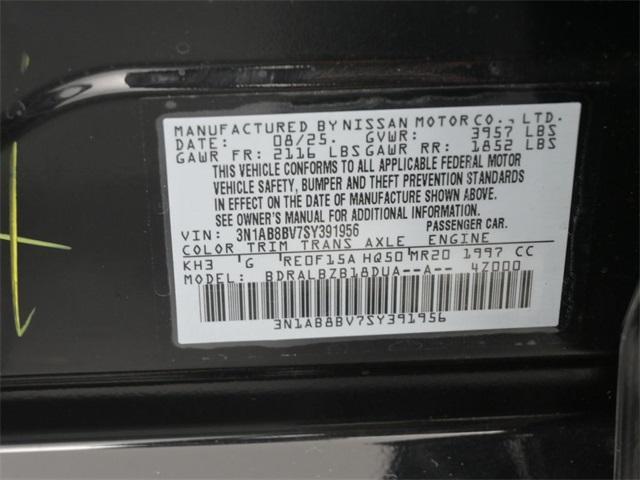 MANUFACTURED BY NISSAN MOTOR CO., LTD.
DATE: 08/25. GVWR: 3957 LBS
GAWR FR: 2116 LBS GAWR RR: 1852 LBS
THIS VEHICLE CONFORMS TO ALL APPLICABLE FEDERAL MOTOR
VEHICLE SAFETY, BUMPER AND THEFT PREVENTION STANDARDS
IN EFFECT ON THE DATE OF MANUFACTURE SHOWN ABOVE.
SEE OWNER'S MANUAL FOR ADDITIONAL INFORMATION.
VIN: 3N1AB8BV7SY391956 PASSENGER CAR.
COLOR TRIM TRANS AXLE ENGINE
KH3 G RE0F15A HQ50 MR20 1997 CC
MODEL: BDRALBZB18DUA--A-- 4Z000
3N1AB8BV7SY391956